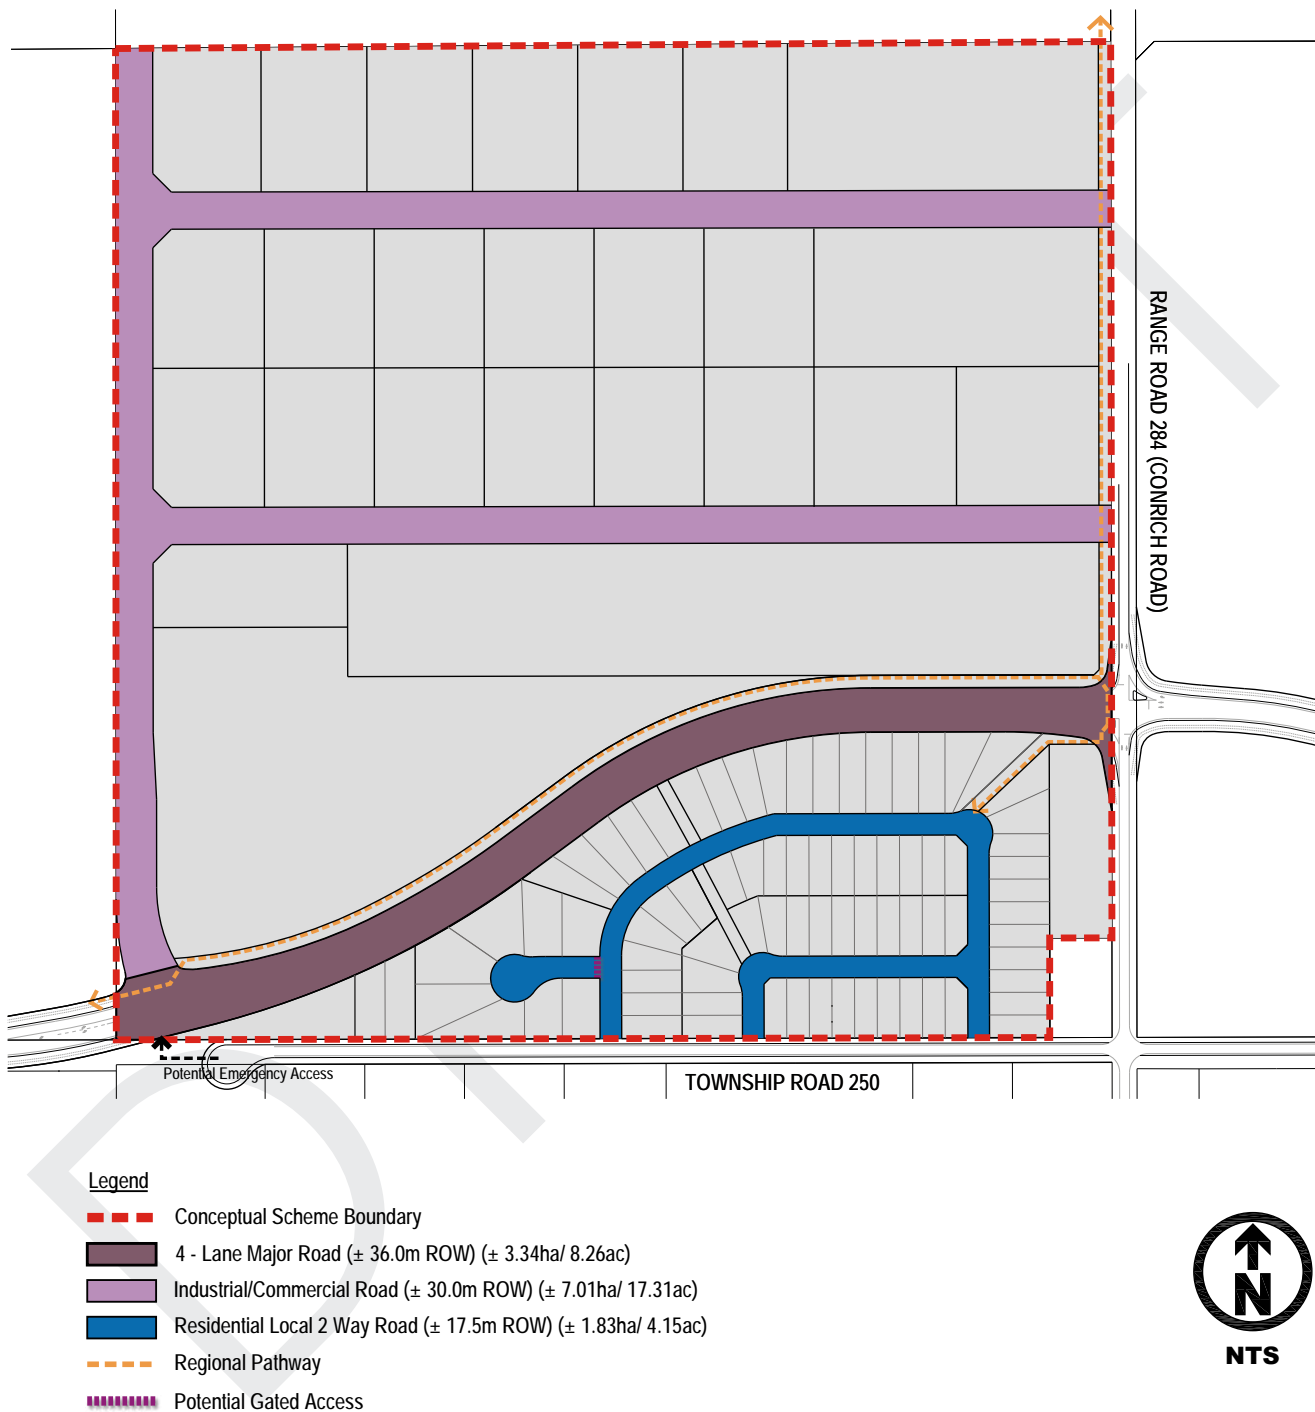 RANGE ROAD 284 (CONRICH ROAD)
Potential Emergency Access
TOWNSHIP ROAD 250
Legend
Conceptual Scheme Boundary
4 - Lane Major Road (± 36.0m ROW) (± 3.34ha/ 8.26ac)
Industrial/Commercial Road (± 30.0m ROW) (± 7.01ha/ 17.31ac)
Residential Local 2 Way Road (± 17.5m ROW) (± 1.83ha/ 4.15ac)
Regional Pathway
Potential Gated Access
N
NTS